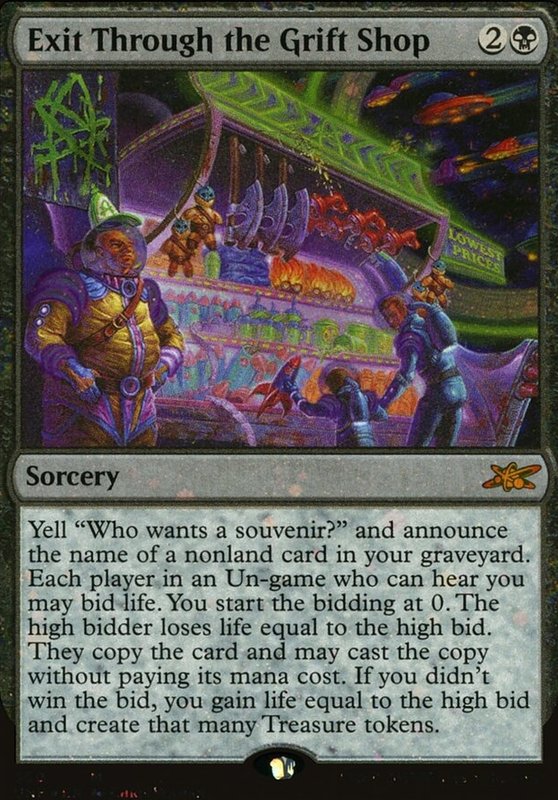 Exit Through the Grift Shop 2
LOWEST
PRICES
Sorcery
Yell “Who wants a souvenir?” and announce
the name of a nonland card in your graveyard.
Each player in an Un-game who can hear you
may bid life. You start the bidding at 0. The
high bidder loses life equal to the high bid.
They copy the card and may cast the copy
without paying its mana cost. If you didn’t
win the bid, you gain life equal to the high bid
and create that many Treasure tokens.